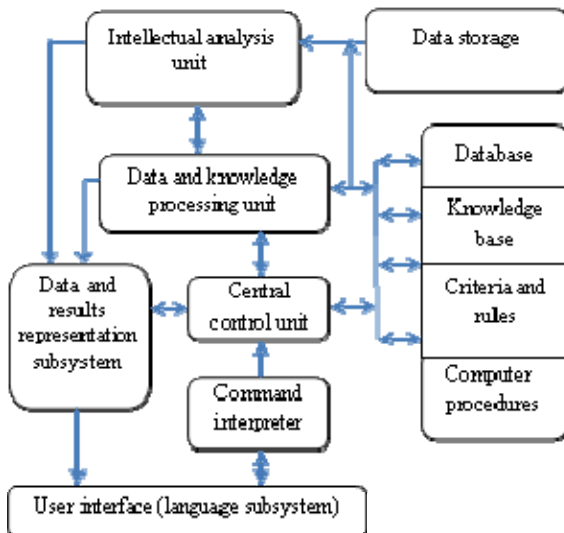 Intellectual analysis
unit
Data storage
Data and knowledge
processing unit
Database
Knowledge
base
Criteria and
rules
Computer
procedures
Data and
results
representation
subsystem
Central
control unit
Command
interpreter
User interface (language subsystem)